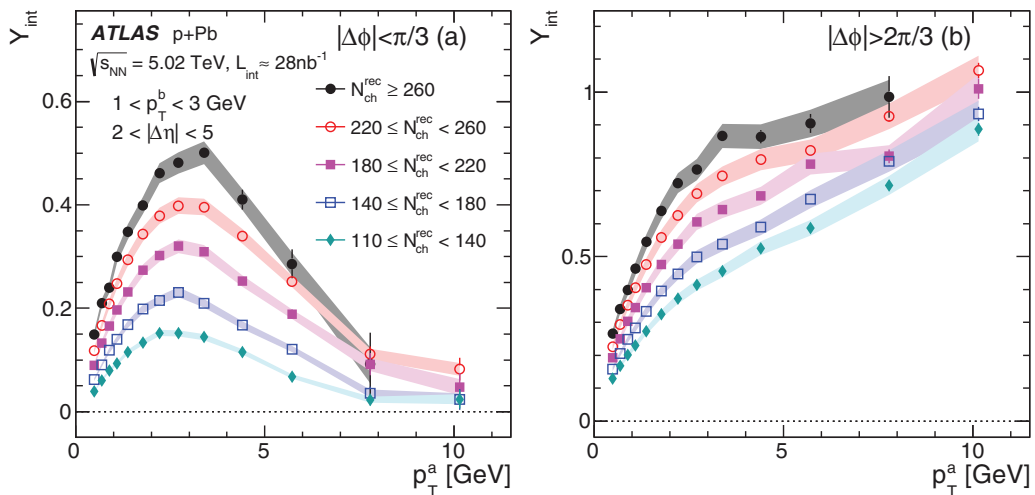 Y_int
ATLAS p+Pb
|Δϕ|<π/3 (a)
√s_NN = 5.02 TeV, L_int ≈ 28nb⁻¹
1 < p_T^b < 3 GeV
2 < |Δη| < 5
N_ch^rec ≥ 260
220 ≤ N_ch^rec < 260
180 ≤ N_ch^rec < 220
140 ≤ N_ch^rec < 180
110 ≤ N_ch^rec < 140
0.6
0.4
0.2
0
0 5 10
p_T^a [GeV]
Y_int
|Δϕ|>2π/3 (b)
1
0.5
0
0 5 10
p_T^a [GeV]